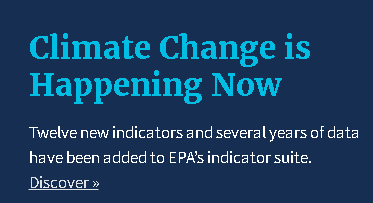 Climate Change is
Happening Now
Twelve new indicators and several years of data
have been added to EPA's indicator suite.
Discover »